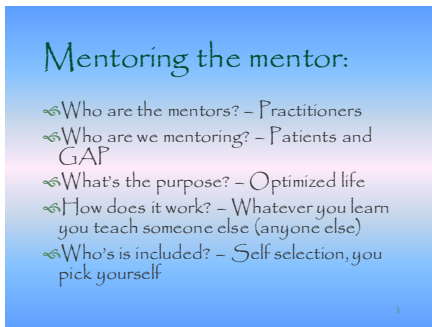 Mentoring the mentor:
Who are the mentors? – Practitioners
Who are we mentoring? – Patients and
GAP
What's the purpose? – Optimized life
How does it work? – Whatever you learn
you teach someone else (anyone else)
Who's is included? – Self selection, you
pick yourself
3